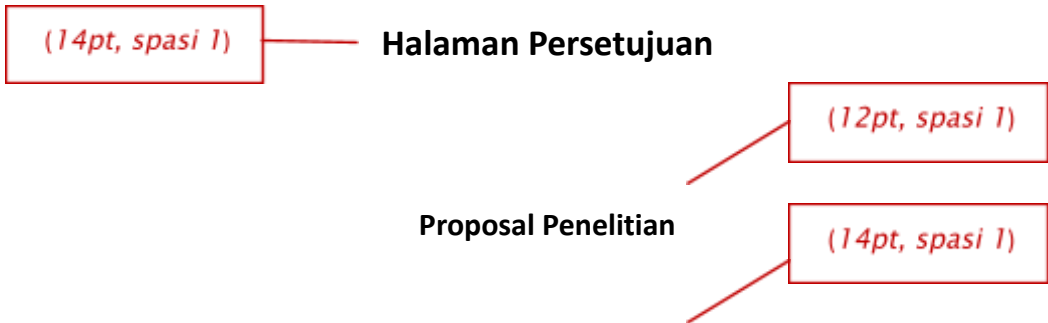 (14pt, spasi 1) Halaman Persetujuan
(12pt, spasi 1)
Proposal Penelitian
(14pt, spasi 1)